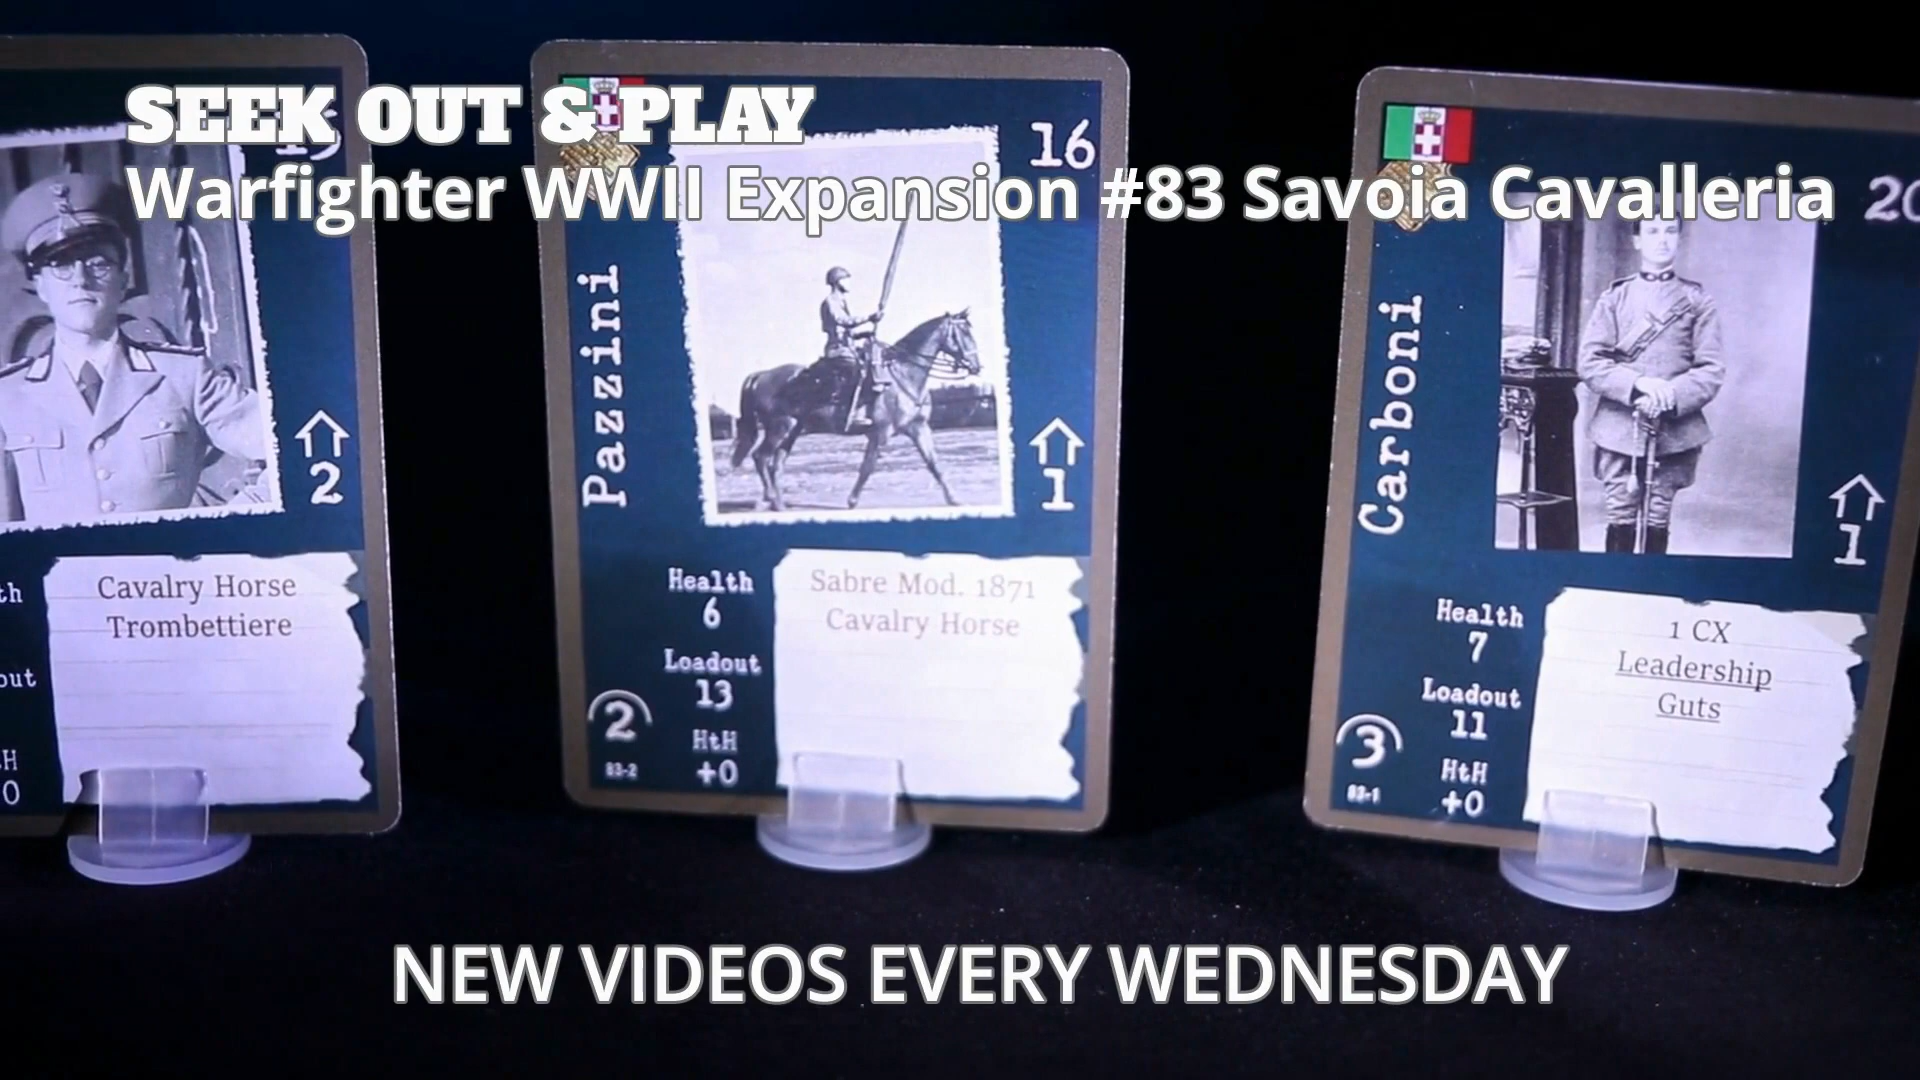 SEEK OUT & PLAY
Warfighter WWII Expansion #83 Savoia Cavalleria
2
Cavalry Horse
Trombettiere
0
16
Pazzini
1
Health
6
Loadout
13
HtH
+0
2
83-2
Sabre Mod. 1871
Cavalry Horse
20
Carboni
1
Health
7
Loadout
11
HtH
+0
3
83-1
1 CX
Leadership
Guts
NEW VIDEOS EVERY WEDNESDAY